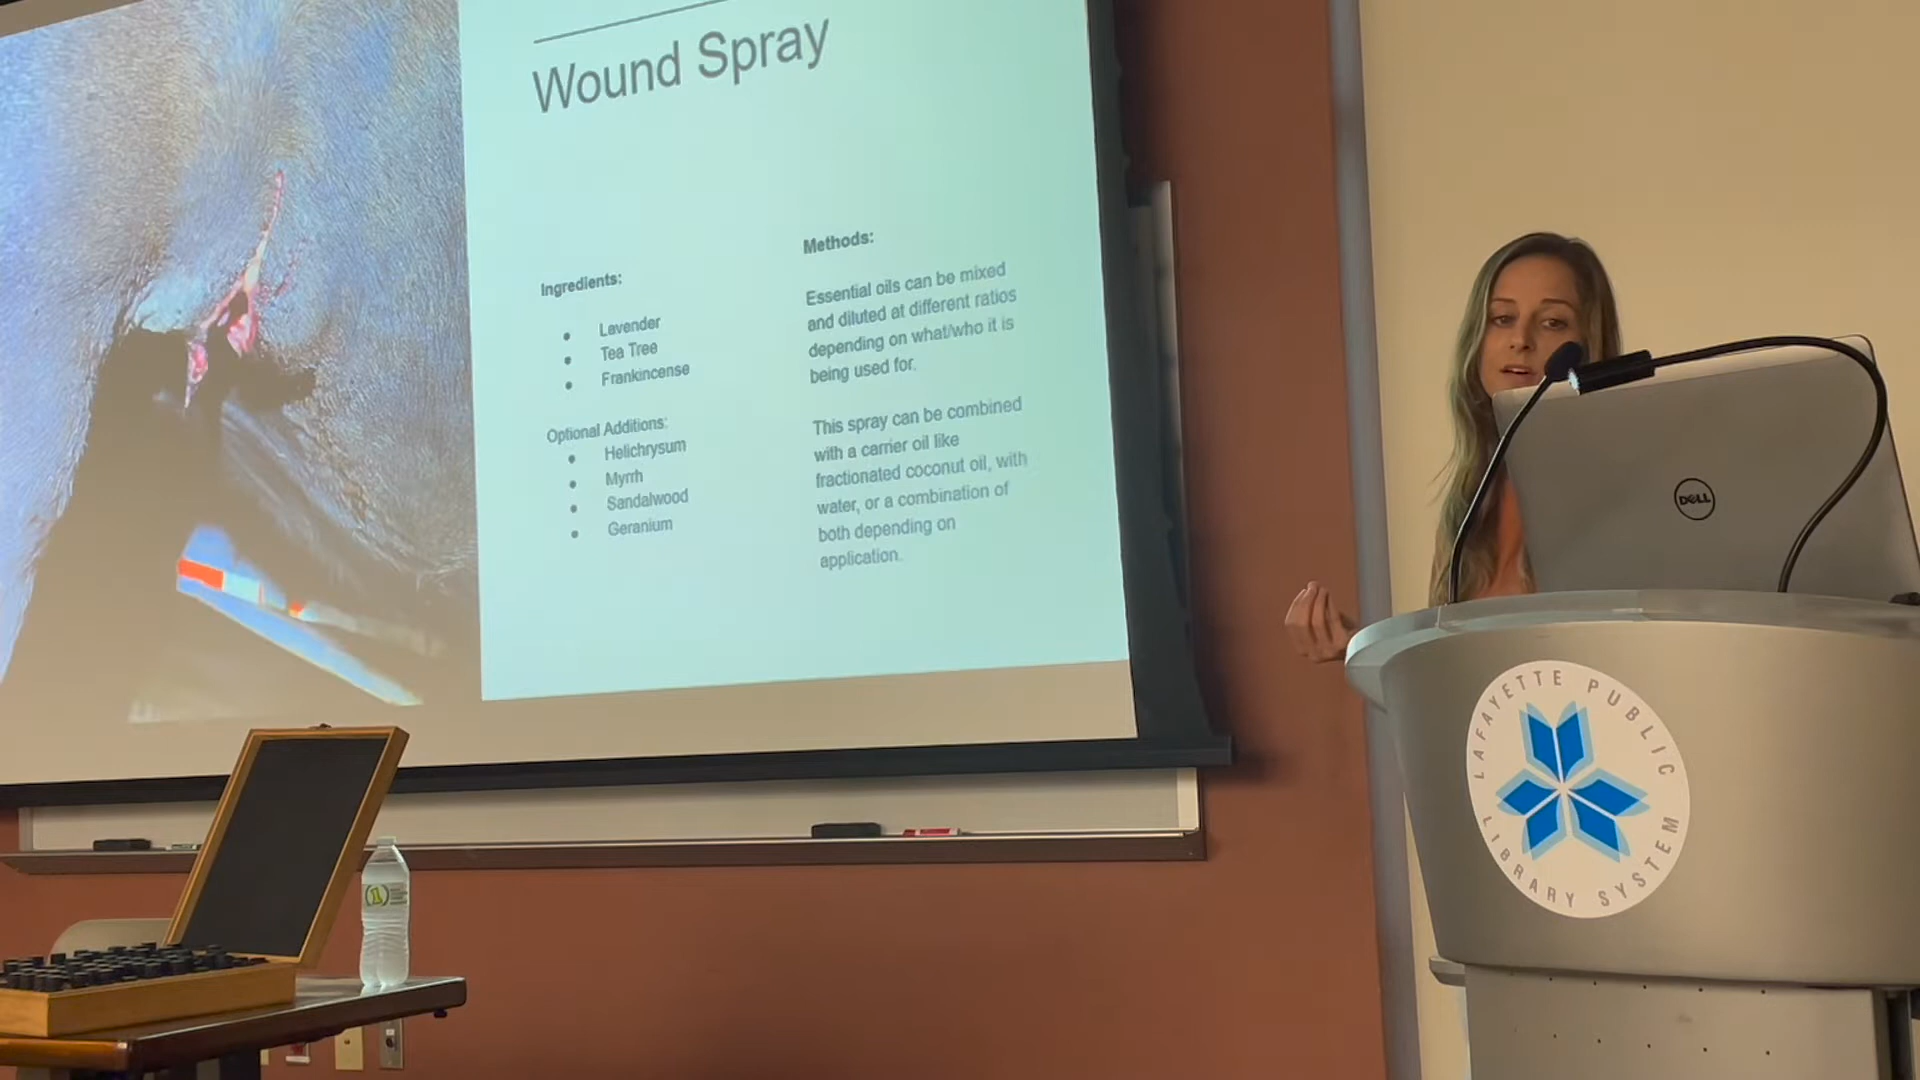 Wound Spray
Ingredients:
Lavender
Tea Tree
Frankincense
Optional Additions:
Helichrysum
Myrrh
Sandalwood
Geranium
Methods:
Essential oils can be mixed
and diluted at different ratios
depending on what/who it is
being used for.
This spray can be combined
with a carrier oil like
fractionated coconut oil, with
water, or a combination of
both depending on
application.
DELL
LAFAYETTE PUBLIC
LIBRARY SYSTEM
1